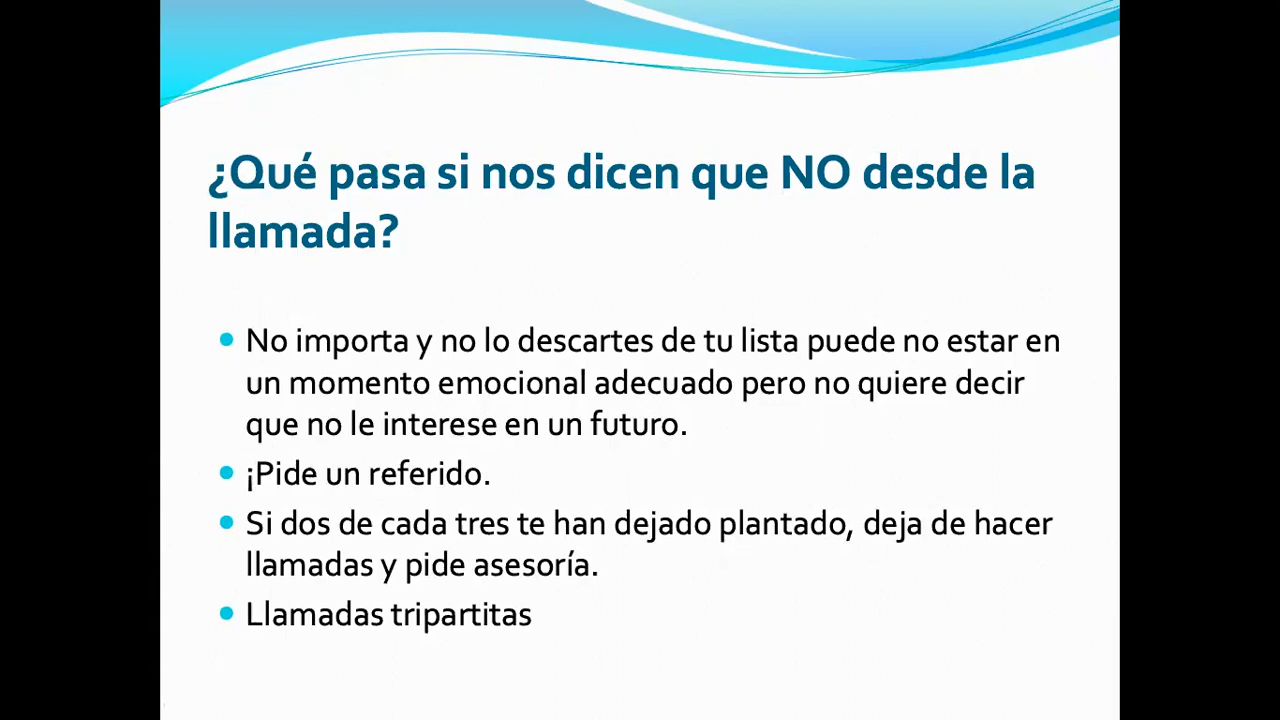 ¿Qué pasa si nos dicen que NO desde la
llamada?
• No importa y no lo descartes de tu lista puede no estar en
un momento emocional adecuado pero no quiere decir
que no le interese en un futuro.
• ¡Pide un referido.
• Si dos de cada tres te han dejado plantado, deja de hacer
llamadas y pide asesoría.
• Llamadas tripartitas